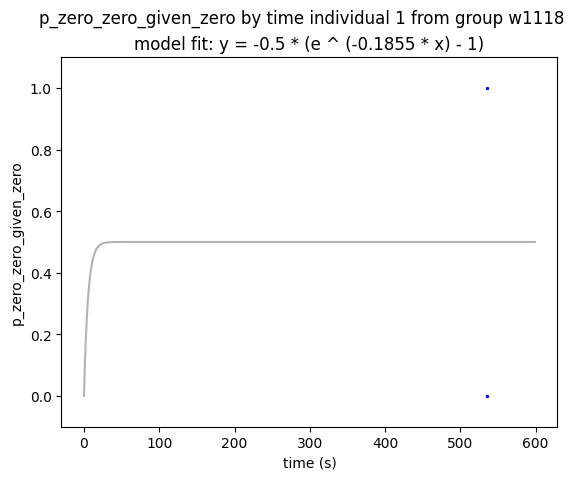 p_zero_zero_given_zero by time individual 1 from group w1118
model fit: y = -0.5 * (e ^ (-0.1855 * x) - 1)
p_zero_zero_given_zero
1.0
0.8
0.6
0.4
0.2
0.0
0 100 200 300 400 500 600
time (s)